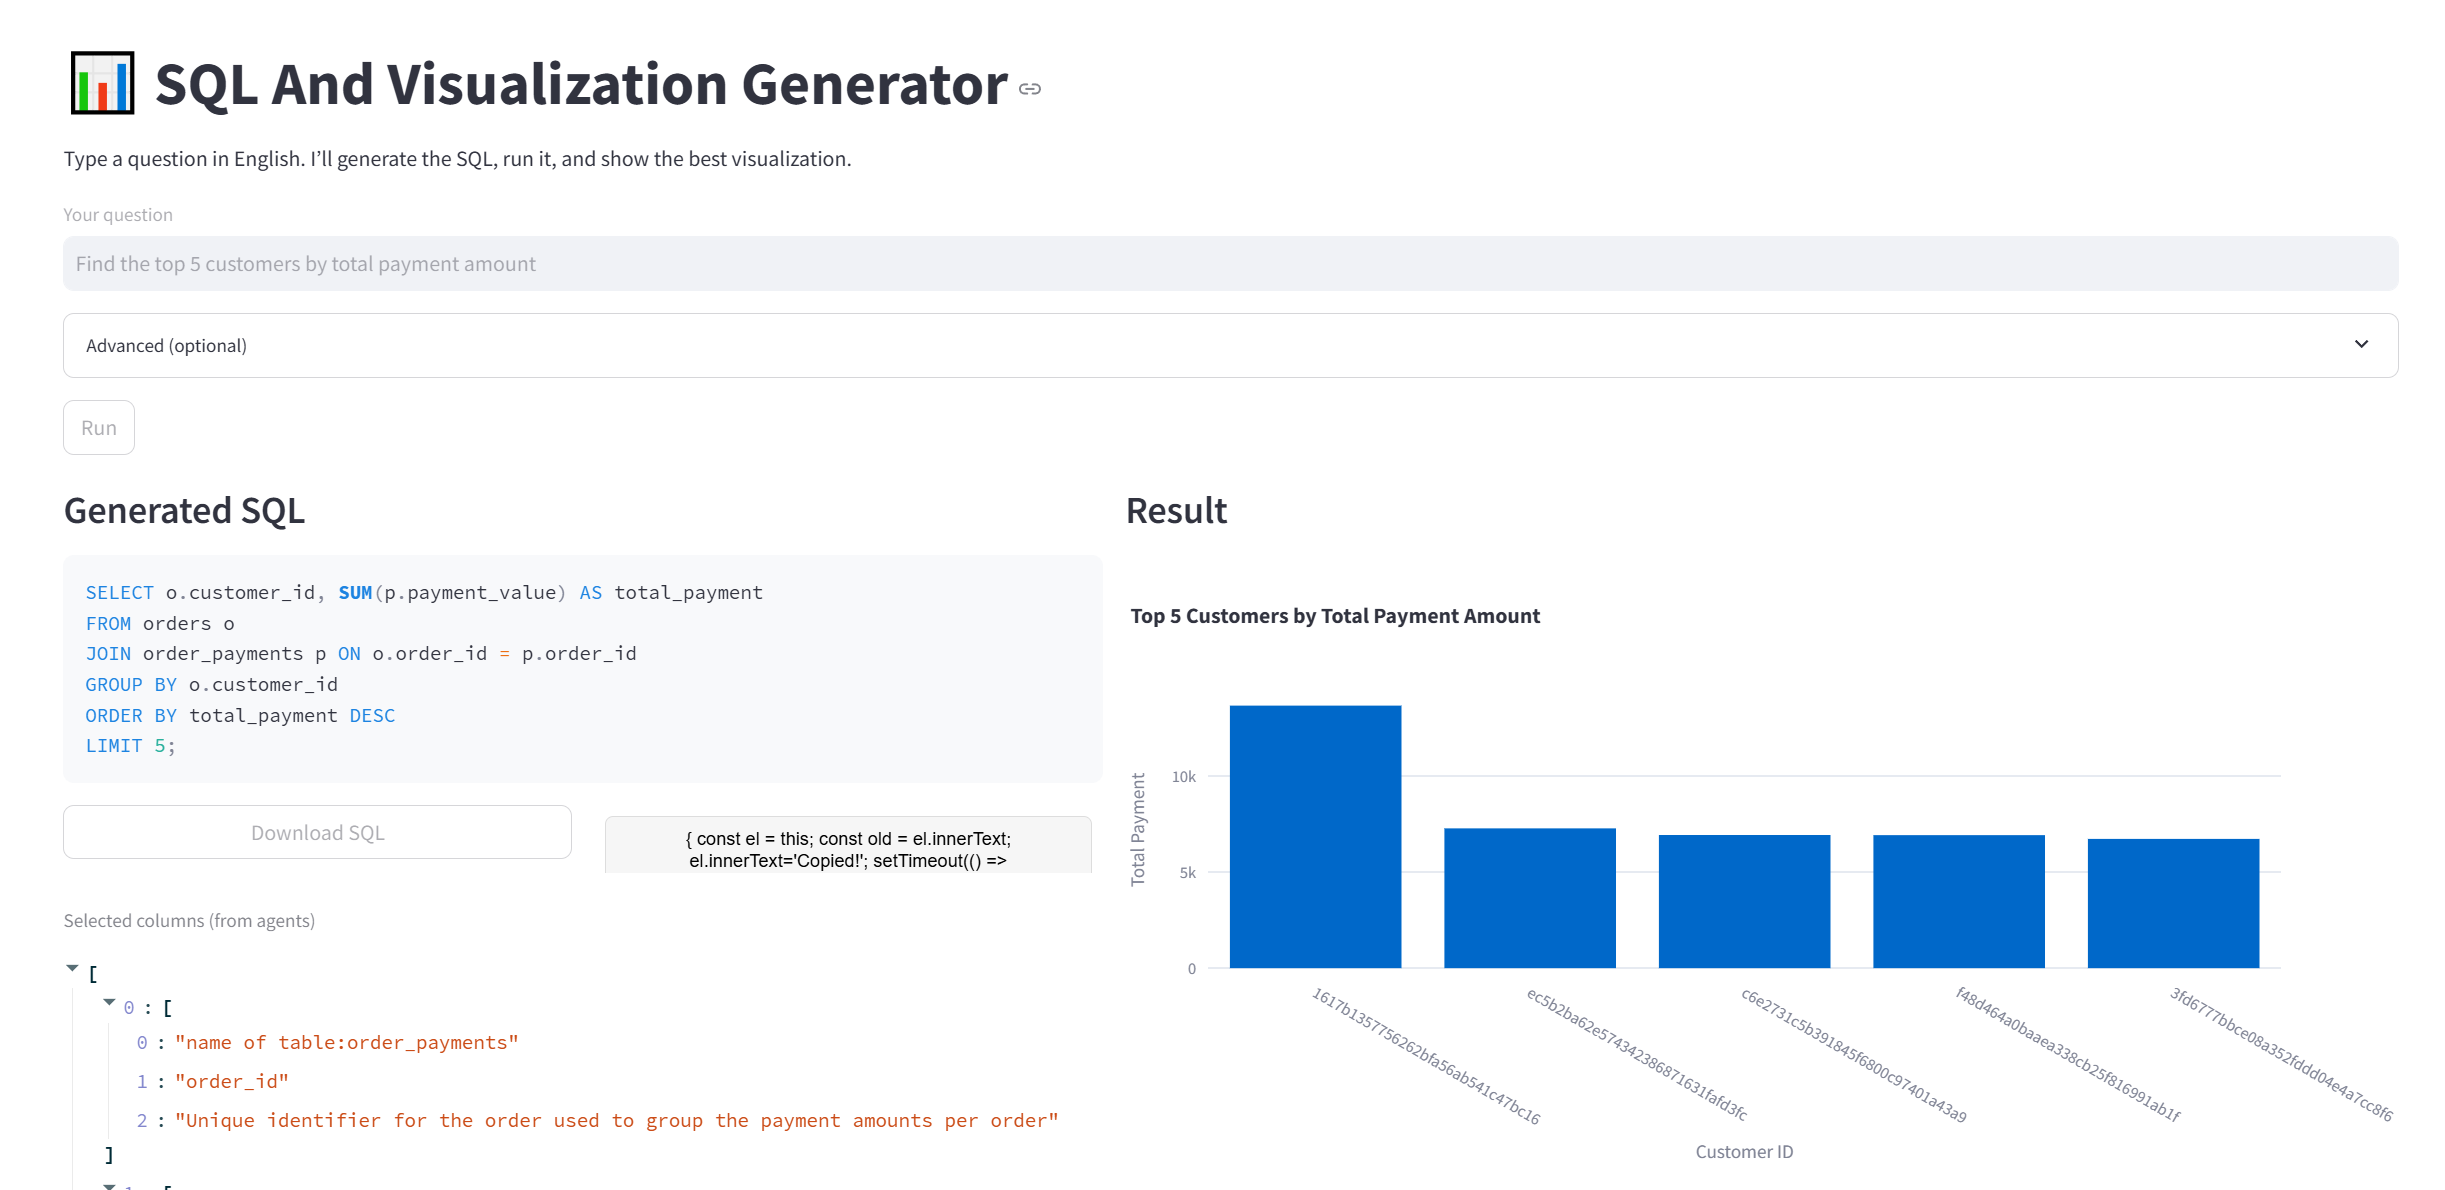 SQL And Visualization Generator
Type a question in English. I’ll generate the SQL, run it, and show the best visualization.
Your question
Find the top 5 customers by total payment amount
Advanced (optional)
Run
Generated SQL
SELECT o.customer_id, SUM(p.payment_value) AS total_payment
FROM orders o
JOIN order_payments p ON o.order_id = p.order_id
GROUP BY o.customer_id
ORDER BY total_payment DESC
LIMIT 5;
Download SQL
{ const el = this; const old = el.innerText;
el.innerText='Copied!'; setTimeout(() =>
Selected columns (from agents)
[
0 : [
0 : "name of table:order_payments"
1 : "order_id"
2 : "Unique identifier for the order used to group the payment amounts per order"
]
Result
Top 5 Customers by Total Payment Amount
Total Payment
10k
5k
0
1617b1357756262bfa56ab541c47bc16
ec5b2ba62e574342386871631fafd3fc
c6e2731c5b391845f6800c97401a43a9
f48d464a0baaea338cb25f816991ab1f
3fd6777bbce08a352fddd04e4a7cc8f6
Customer ID